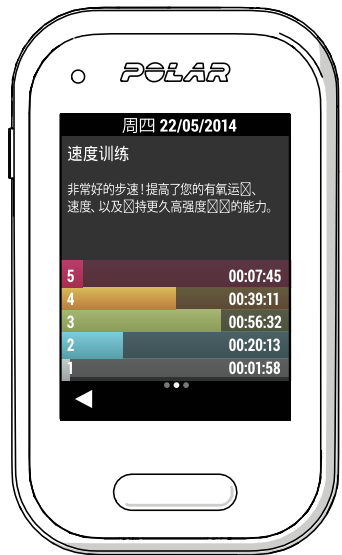 POLAR
周四 22/05/2014
速度训练
非常好的步速！提高了您的有氧运☒、
速度、以及☒持更久高强度☒☒的能力。
5 00:07:45
4 00:39:11
3 00:56:32
2 00:20:13
1 00:01:58